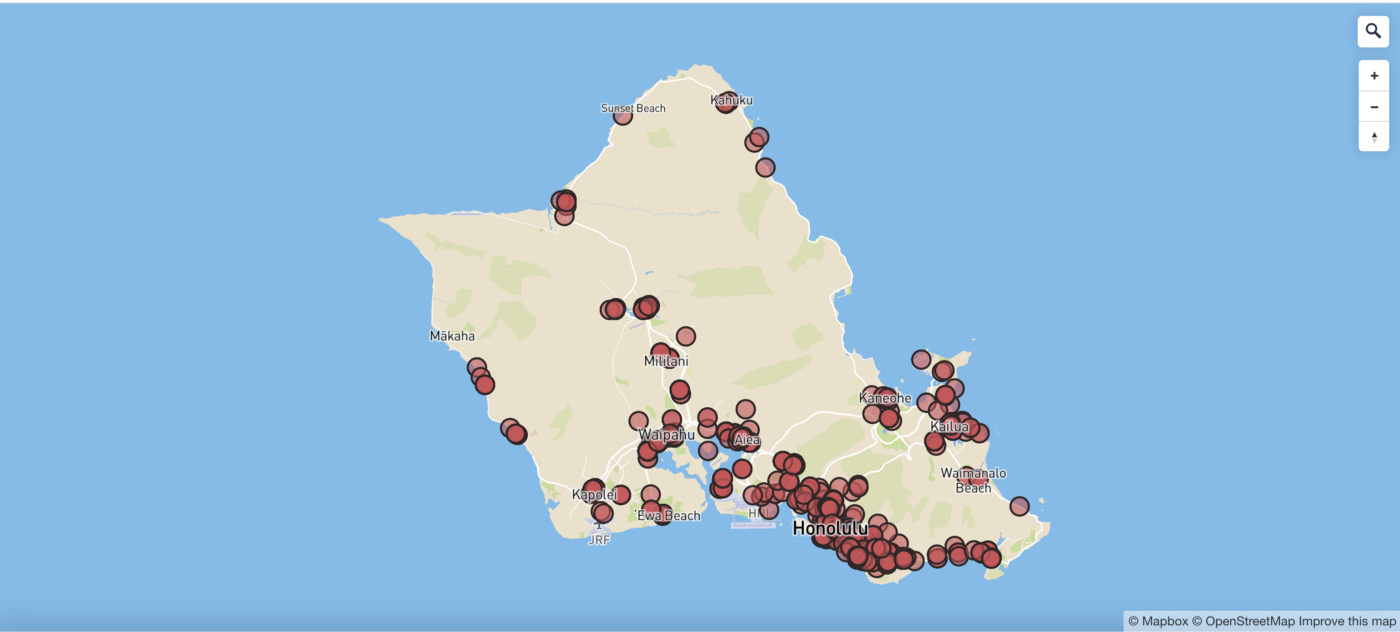 Sunset Beach
Kahuku
Mākaha
Mililani
Kaneohe
Waipahu
Aiea
Kailua
Waimanalo
Beach
Kapolei
Ewa Beach
Honolulu
JRF
+
−
© Mapbox © OpenStreetMap Improve this map